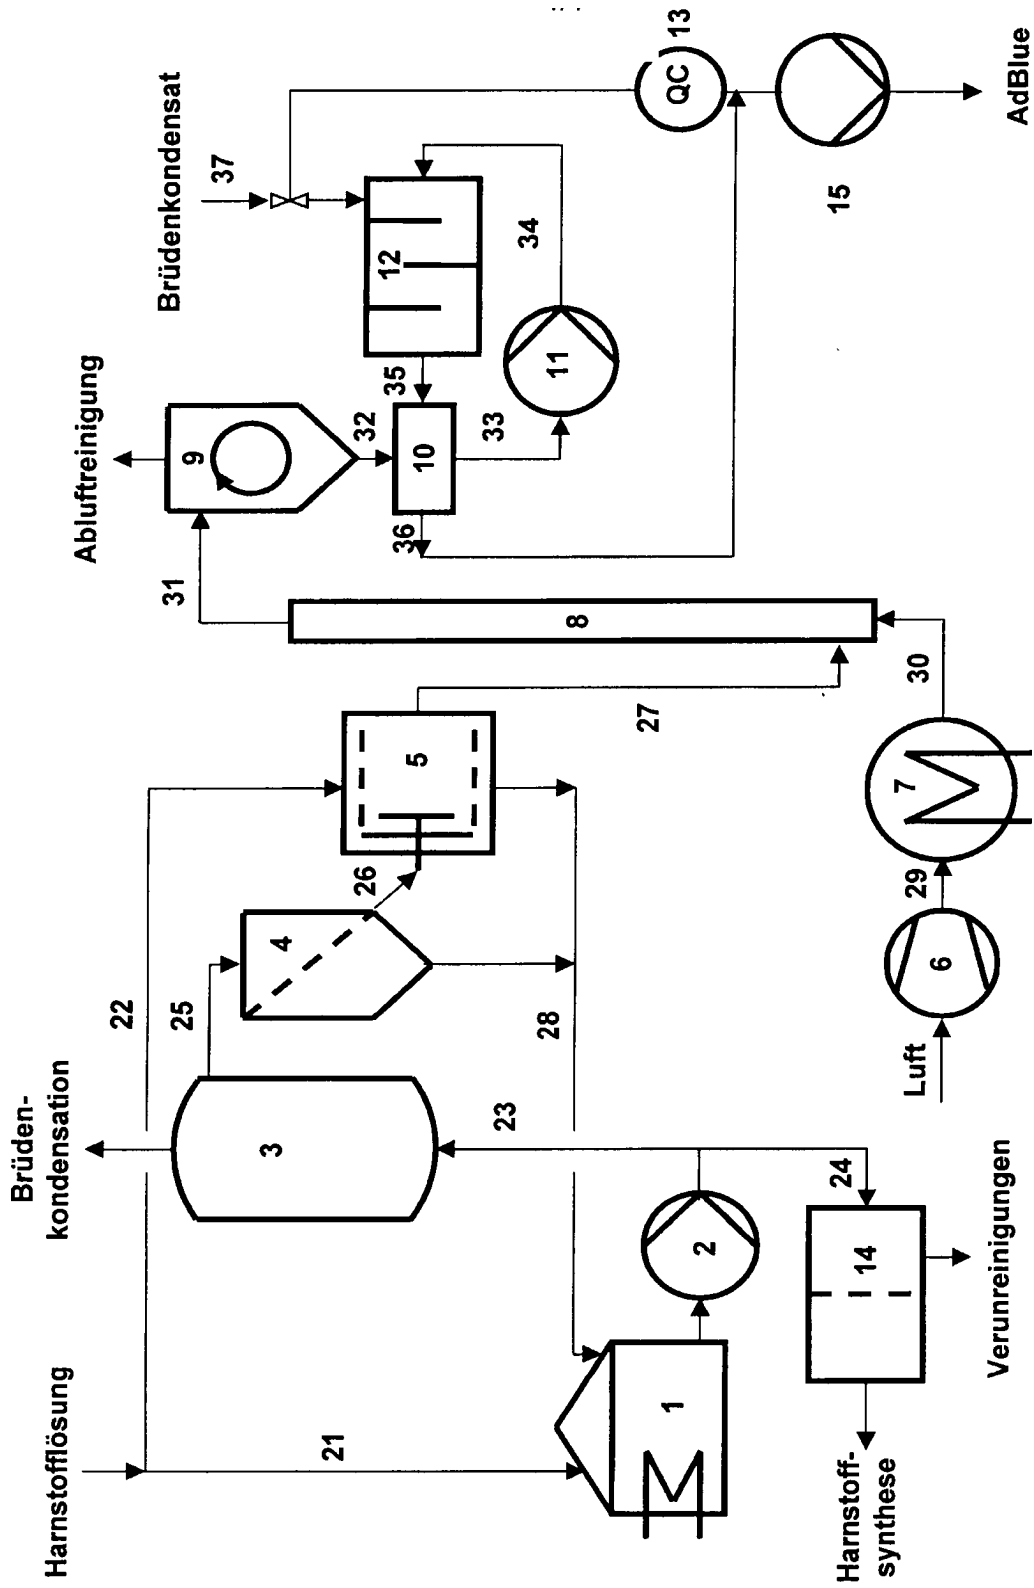 Harnstofflösung
Brüden-
kondensation
Abluftreinigung
Brüdenkondensat
21
22
25
4
26
5
3
23
28
1
2
24
14
Harnstoff-
synthese
Verunreinigungen
Luft
6
29
7
30
27
8
31
9
32
10
33
35
36
11
34
12
37
QC
13
15
AdBlue